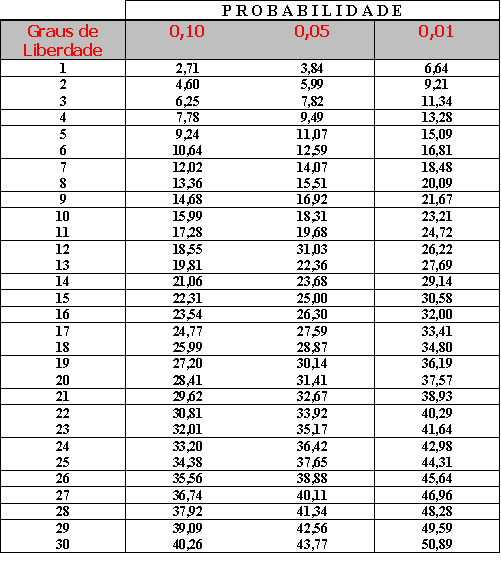 PROBABILIDADE
Graus de Liberdade 0,10 0,05 0,01
1 2,71 3,84 6,64
2 4,60 5,99 9,21
3 6,25 7,82 11,34
4 7,78 9,49 13,28
5 9,24 11,07 15,09
6 10,64 12,59 16,81
7 12,02 14,07 18,48
8 13,36 15,51 20,09
9 14,68 16,92 21,67
10 15,99 18,31 23,21
11 17,28 19,68 24,72
12 18,55 31,03 26,22
13 19,81 22,36 27,69
14 21,06 23,68 29,14
15 22,31 25,00 30,58
16 23,54 26,30 32,00
17 24,77 27,59 33,41
18 25,99 28,87 34,80
19 27,20 30,14 36,19
20 28,41 31,41 37,57
21 29,62 32,67 38,93
22 30,81 33,92 40,29
23 32,01 35,17 41,64
24 33,20 36,42 42,98
25 34,38 37,65 44,31
26 35,56 38,88 45,64
27 36,74 40,11 46,96
28 37,92 41,34 48,28
29 39,09 42,56 49,59
30 40,26 43,77 50,89